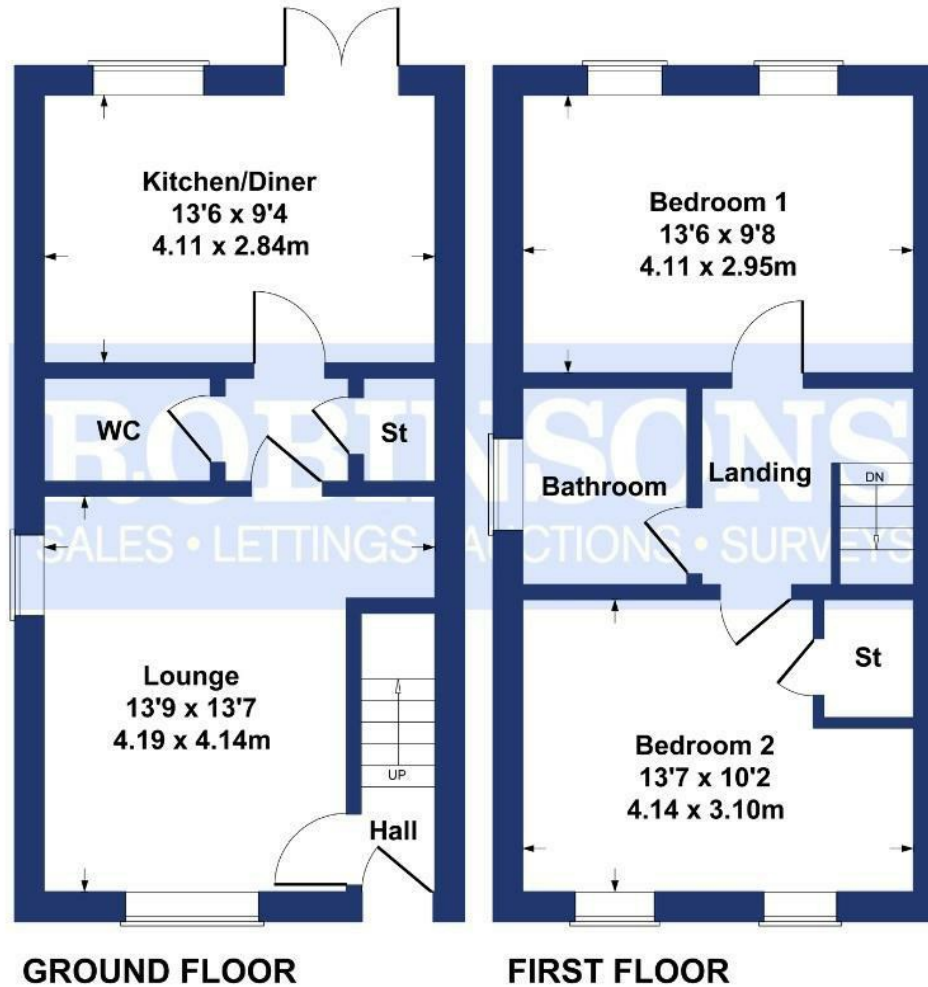 Kitchen/Diner
13'6 x 9'4
4.11 x 2.84m
WC
St
Lounge
13'9 x 13'7
4.19 x 4.14m
UP
Hall
GROUND FLOOR
Bedroom 1
13'6 x 9'8
4.11 x 2.95m
Bathroom
Landing
DN
St
Bedroom 2
13'7 x 10'2
4.14 x 3.10m
FIRST FLOOR
ROBINSONS
SALES • LETTINGS • AUCTIONS • SURVEYS